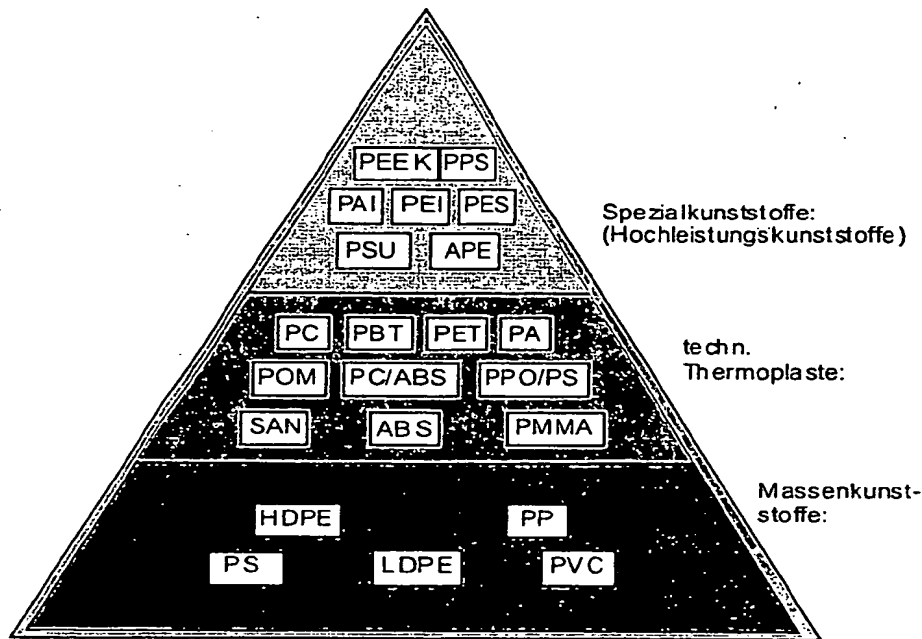 PEEK PPS
PAI PEI PES
PSU APE
Spezialkunststoffe:
(Hochleistungskunststoffe)
PC PBT PET PA
POM PC/ABS PPO/PS
SAN ABS PMMA
techn.
Thermoplaste:
HDPE PP
PS LDPE PVC
Massenkunst-
stoffe: